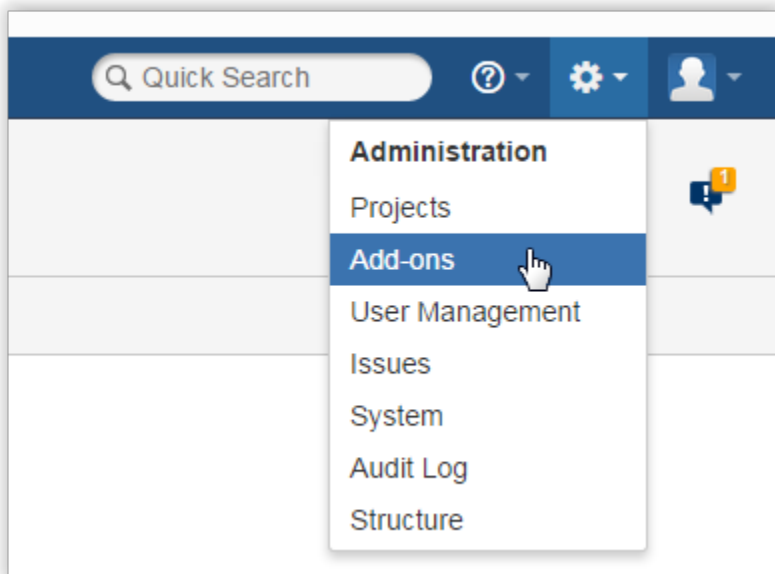 Quick Search
Administration
1
Projects
Add-ons
User Management
Issues
System
Audit Log
Structure